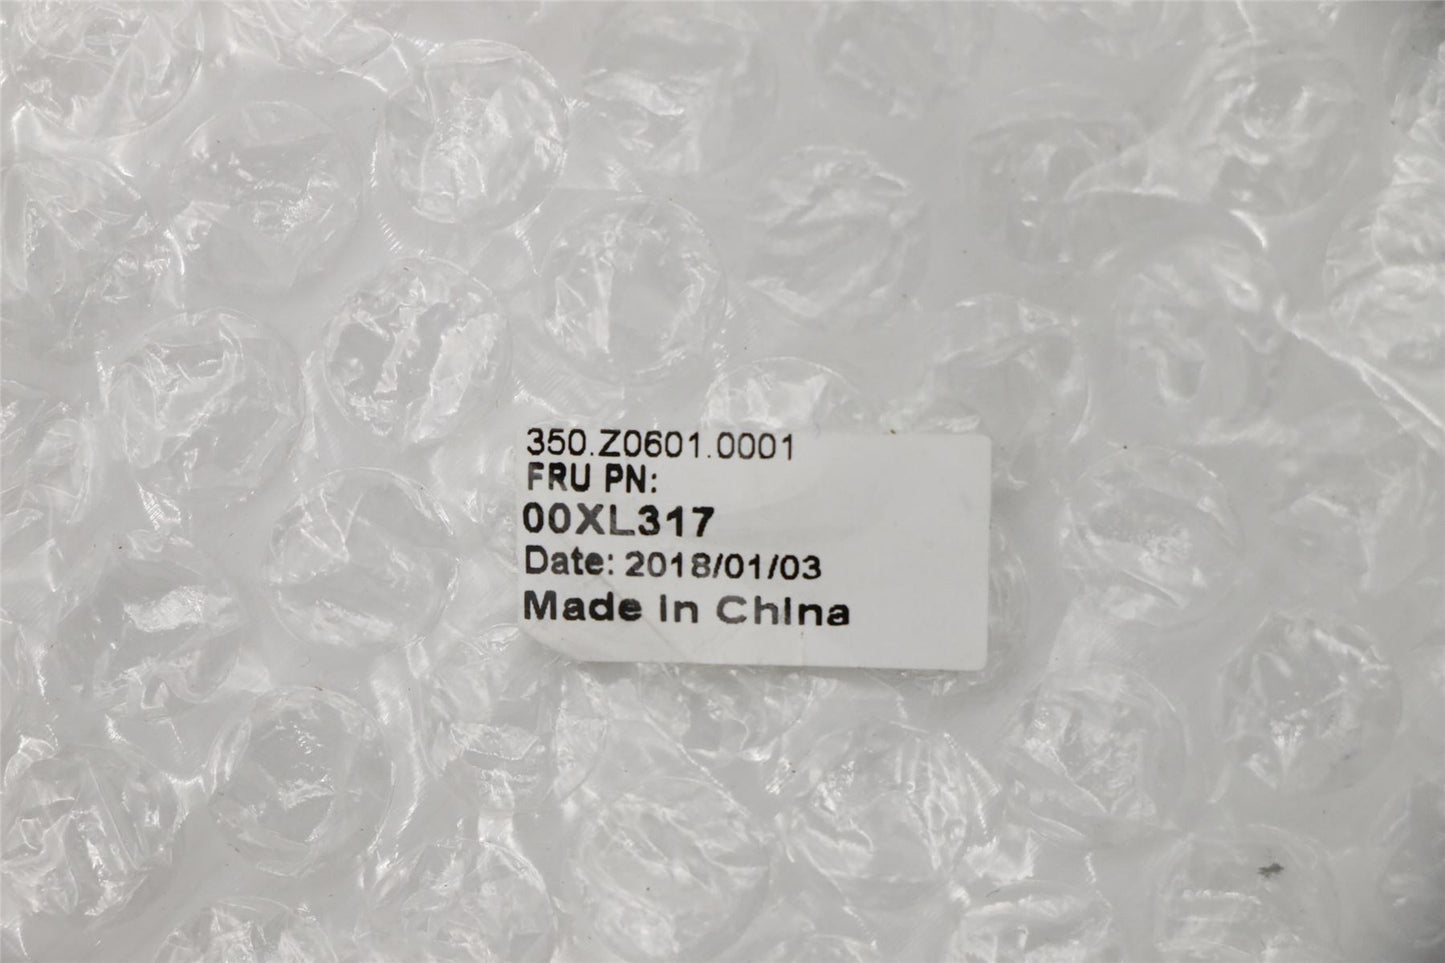 350.Z0601.0001
FRU PN:
00XL317
Date: 2018/01/03
Made In China